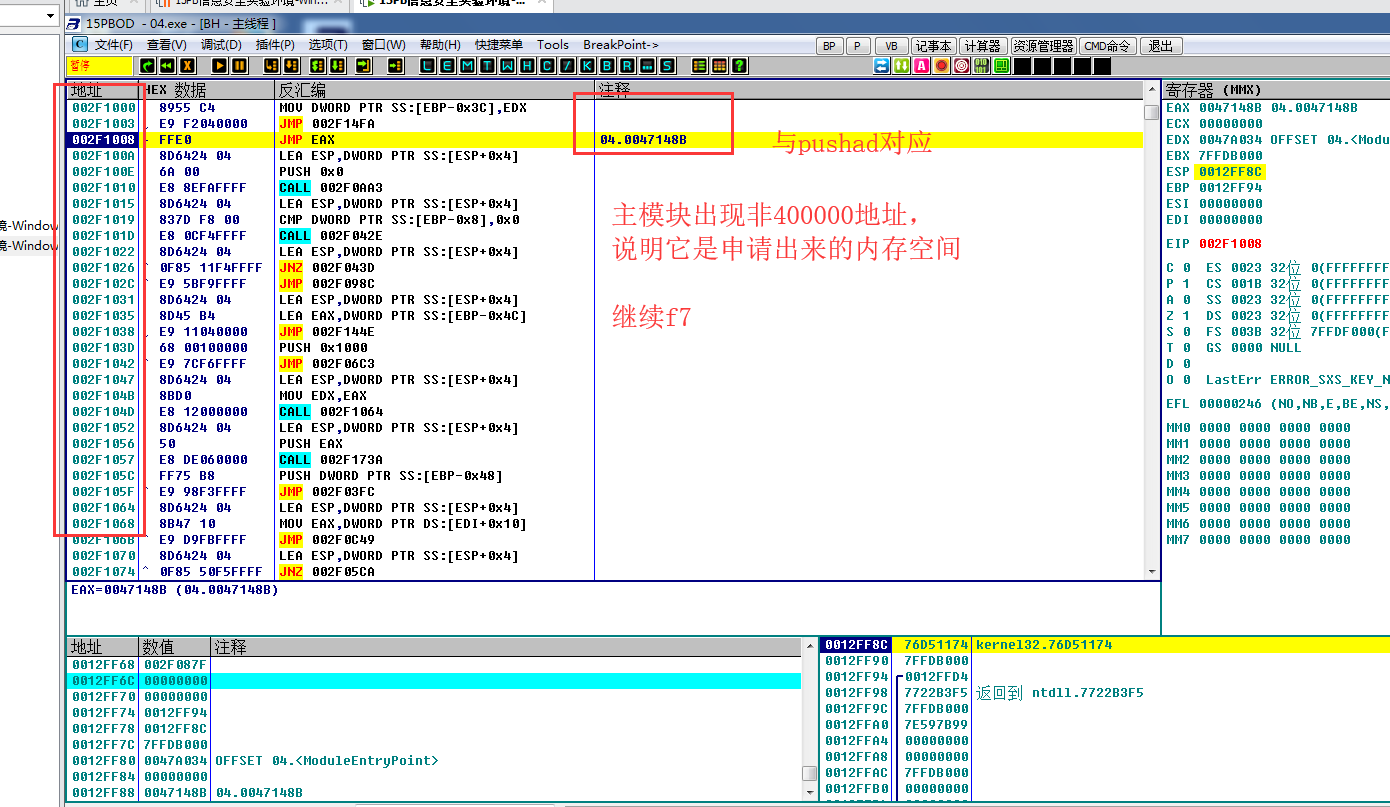 主页
15PB信息安全实验环境-Win...
15PB信息安全实验环境-...
15PBOD - 04.exe - [BH - 主线程 ]
C 文件(F) 查看(V) 调试(D) 插件(P) 选项(T) 窗口(W) 帮助(H) 快捷菜单 Tools BreakPoint-> BP P VB 记事本 计算器 资源管理器 CMD命令 退出
暂停 L E M T W H C / K B R ... S ?
地址 HEX 数据 反汇编 注释
002F1000 8955 C4 MOV DWORD PTR SS:[EBP-0x3C],EDX
002F1003 E9 F2040000 JMP 002F14FA
002F1008 FFE0 JMP EAX 04.0047148B
002F100A 8D6424 04 LEA ESP,DWORD PTR SS:[ESP+0x4]
002F100E 6A 00 PUSH 0x0
002F1010 E8 8EFAFFFF CALL 002F0AA3
002F1015 8D6424 04 LEA ESP,DWORD PTR SS:[ESP+0x4]
002F1019 837D F8 00 CMP DWORD PTR SS:[EBP-0x8],0x0
002F101D E8 0CF4FFFF CALL 002F042E
002F1022 8D6424 04 LEA ESP,DWORD PTR SS:[ESP+0x4]
002F1026 ^ 0F85 11F4FFFF JNZ 002F043D
002F102C ^ E9 5BF9FFFF JMP 002F098C
002F1031 8D6424 04 LEA ESP,DWORD PTR SS:[ESP+0x4]
002F1035 8D45 B4 LEA EAX,DWORD PTR SS:[EBP-0x4C]
002F1038 E9 11040000 JMP 002F144E
002F103D 68 00100000 PUSH 0x1000
002F1042 ^ E9 7CF6FFFF JMP 002F06C3
002F1047 8D6424 04 LEA ESP,DWORD PTR SS:[ESP+0x4]
002F104B 8BD0 MOV EDX,EAX
002F104D E8 12000000 CALL 002F1064
002F1052 8D6424 04 LEA ESP,DWORD PTR SS:[ESP+0x4]
002F1056 50 PUSH EAX
002F1057 E8 DE060000 CALL 002F173A
002F105C FF75 B8 PUSH DWORD PTR SS:[EBP-0x48]
002F105F ^ E9 98F3FFFF JMP 002F03FC
002F1064 8D6424 04 LEA ESP,DWORD PTR SS:[ESP+0x4]
002F1068 8B47 10 MOV EAX,DWORD PTR DS:[EDI+0x10]
002F106B ^ E9 D9FBFFFF JMP 002F0C49
002F1070 8D6424 04 LEA ESP,DWORD PTR SS:[ESP+0x4]
002F1074 ^ 0F85 50F5FFFF JNZ 002F05CA
与pushad对应
主模块出现非400000地址，
说明它是申请出来的内存空间
继续f7
境-Window
境-Window
寄存器 (MMX)
EAX 0047148B 04.0047148B
ECX 00000000
EDX 0047A034 OFFSET 04.<Modu
EBX 7FFDB000
ESP 0012FF8C
EBP 0012FF94
ESI 00000000
EDI 00000000
EIP 002F1008
C 0 ES 0023 32位 0(FFFFFFFF
P 1 CS 001B 32位 0(FFFFFFFF
A 0 SS 0023 32位 0(FFFFFFFF
Z 1 DS 0023 32位 0(FFFFFFFF
S 0 FS 003B 32位 7FFDF000(F
T 0 GS 0000 NULL
D 0
O 0 LastErr ERROR_SXS_KEY_N
EFL 00000246 (NO,NB,E,BE,NS,
MM0 0000 0000 0000 0000
MM1 0000 0000 0000 0000
MM2 0000 0000 0000 0000
MM3 0000 0000 0000 0000
MM4 0000 0000 0000 0000
MM5 0000 0000 0000 0000
MM6 0000 0000 0000 0000
MM7 0000 0000 0000 0000
EAX=0047148B (04.0047148B)
地址 数值 注释
0012FF68 002F087F
0012FF6C 00000000
0012FF70 00000000
0012FF74 0012FF94
0012FF78 0012FF8C
0012FF7C 7FFDB000
0012FF80 0047A034 OFFSET 04.<ModuleEntryPoint>
0012FF84 00000000
0012FF88 0047148B 04.0047148B
0012FF8C 76D51174 kernel32.76D51174
0012FF90 7FFDB000
0012FF94 0012FFD4
0012FF98 7722B3F5 返回到 ntdll.7722B3F5
0012FF9C 7FFDB000
0012FFA0 7E597B99
0012FFA4 00000000
0012FFA8 00000000
0012FFAC 7FFDB000
0012FFB0 00000000